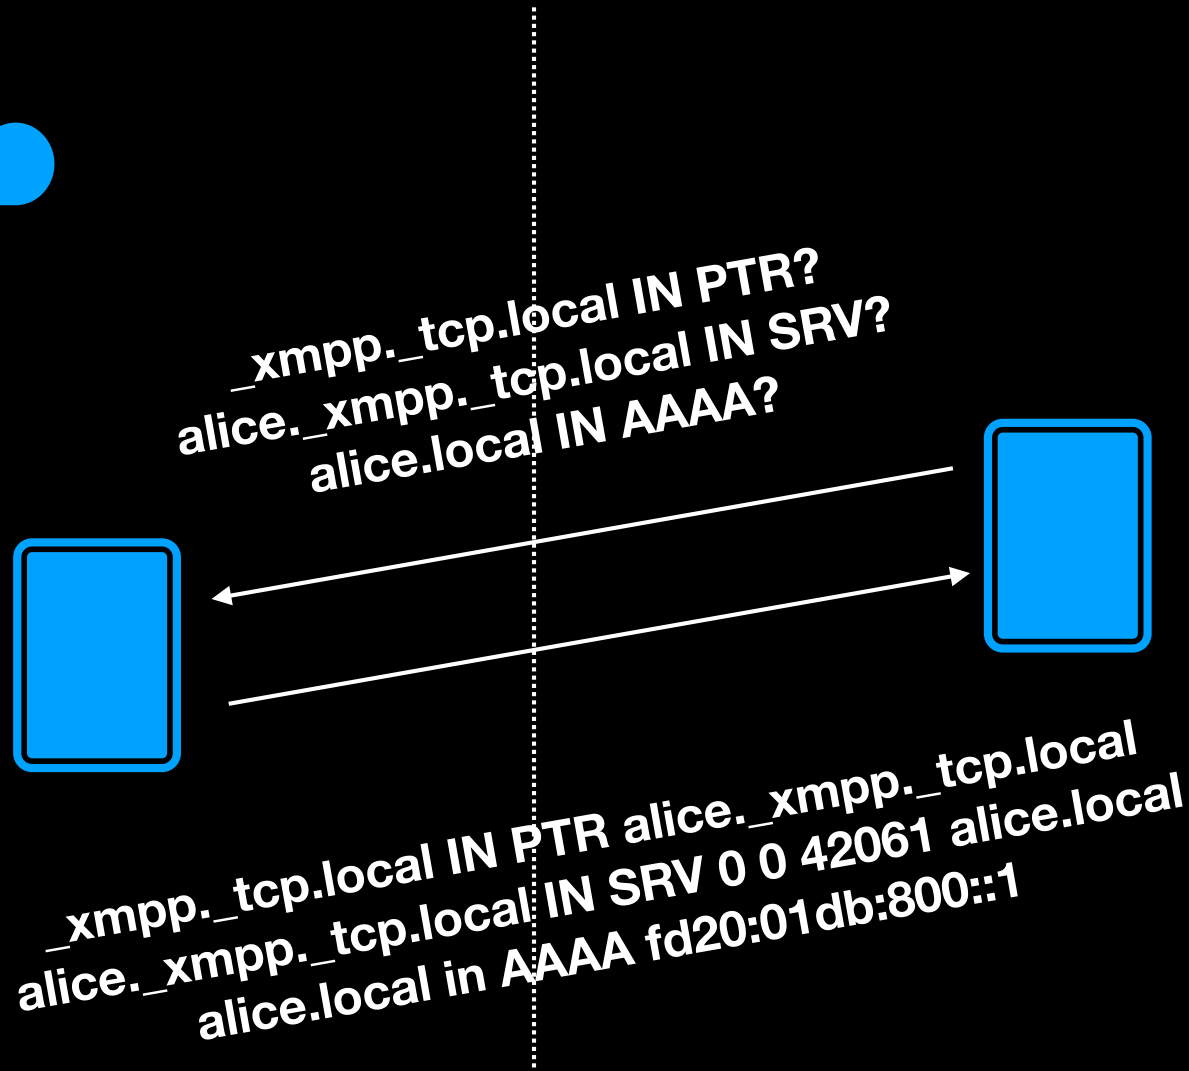 _xmpp._tcp.local IN PTR?
alice._xmpp._tcp.local IN SRV?
alice.local IN AAAA?
_xmpp._tcp.local IN PTR alice._xmpp._tcp.local
alice._xmpp._tcp.local IN SRV 0 0 42061 alice.local
alice.local in AAAA fd20:01db:800::1